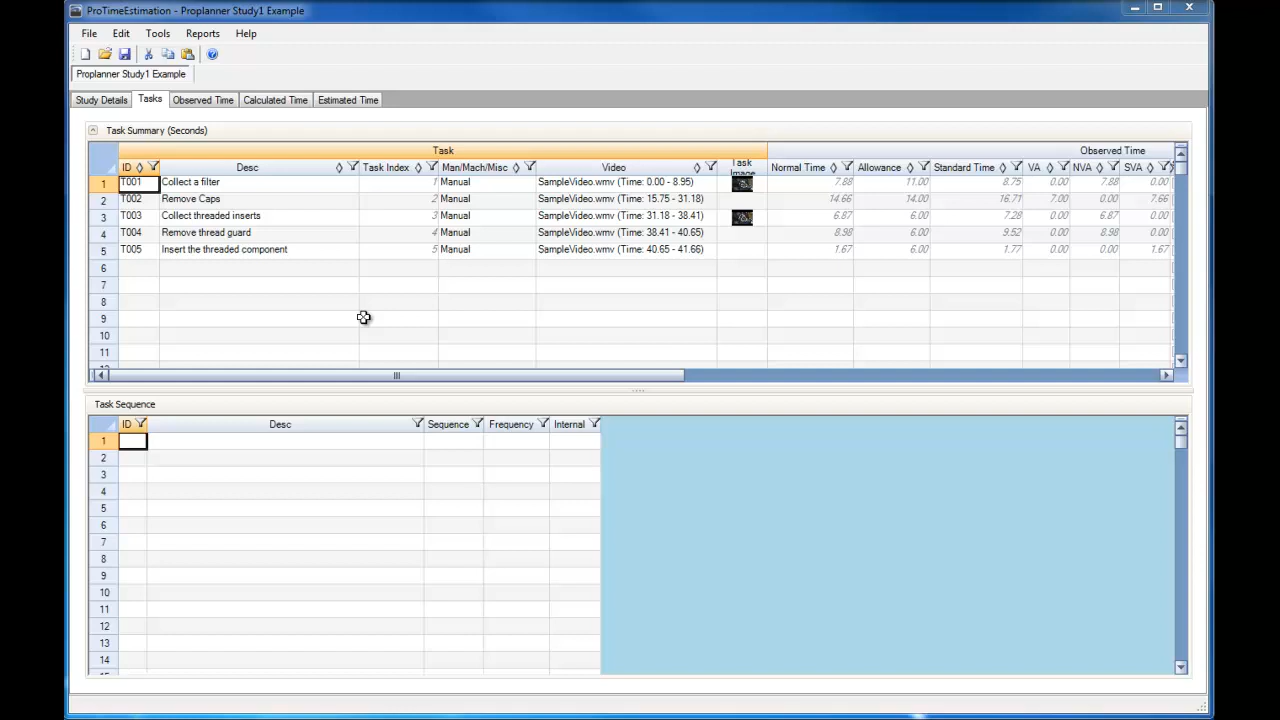 ProTimeEstimation - Proplanner Study1 Example
File Edit Tools Reports Help
Proplanner Study1 Example
Study Details Tasks Observed Time Calculated Time Estimated Time
Task Summary (Seconds)
Task Observed Time
ID Desc Task Index Man/Mach/Misc Video Task Image Normal Time Allowance Standard Time VA NVA SVA
1 T001 Collect a filter 1 Manual SampleVideo.wmv (Time: 0.00 - 8.95) 7.88 11.00 8.75 0.00 7.88 0.00
2 T002 Remove Caps 2 Manual SampleVideo.wmv (Time: 15.75 - 31.18) 14.66 14.00 16.71 7.00 0.00 7.66
3 T003 Collect threaded inserts 3 Manual SampleVideo.wmv (Time: 31.18 - 38.41) 6.87 6.00 7.28 0.00 6.87 0.00
4 T004 Remove thread guard 4 Manual SampleVideo.wmv (Time: 38.41 - 40.65) 8.98 6.00 9.52 0.00 8.98 0.00
5 T005 Insert the threaded component 5 Manual SampleVideo.wmv (Time: 40.65 - 41.66) 1.67 6.00 1.77 0.00 0.00 1.67
6
7
8
9
10
11
Task Sequence
ID Desc Sequence Frequency Internal
1
2
3
4
5
6
7
8
9
10
11
12
13
14